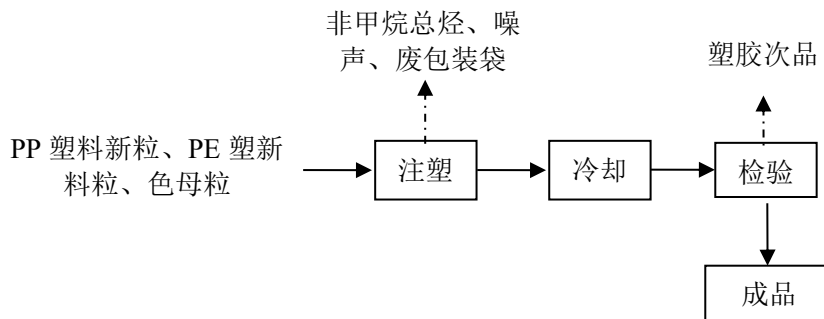 非甲烷总烃、噪
声、废包装袋
塑胶次品
PP 塑料新粒、PE 塑新
料粒、色母粒
注塑
冷却
检验
成品